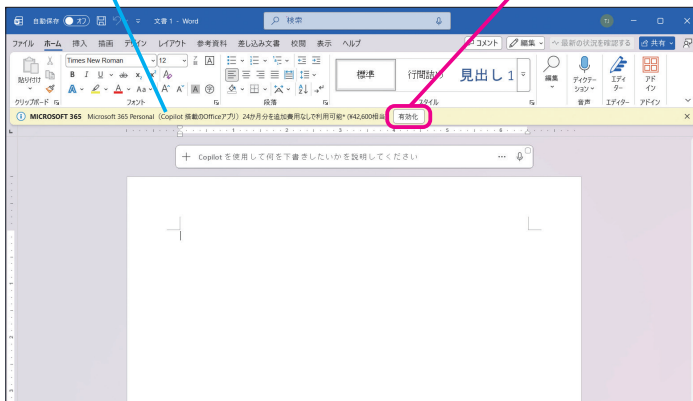 自動保存 オフ 文書 1 - Word 検索
ファイル ホーム 挿入 描画 デザイン レイアウト 参考資料 差し込み文書 校閲 表示 ヘルプ コメント 編集 最新の状況を確認する 共有
貼り付け Times New Roman 12
B I U ab x₂ x² 標準 行間詰め 見出し 1 編集 ディクテーション エディター アドイン
クリップボード フォント 段落 スタイル 音声 エディター アドイン
MICROSOFT 365 Microsoft 365 Personal (Copilot 搭載のOfficeアプリ) 24か月分を追加費用なしで利用可能* (¥42,600相当) 有効化
Copilot を使用して何を下書きしたいかを説明してください